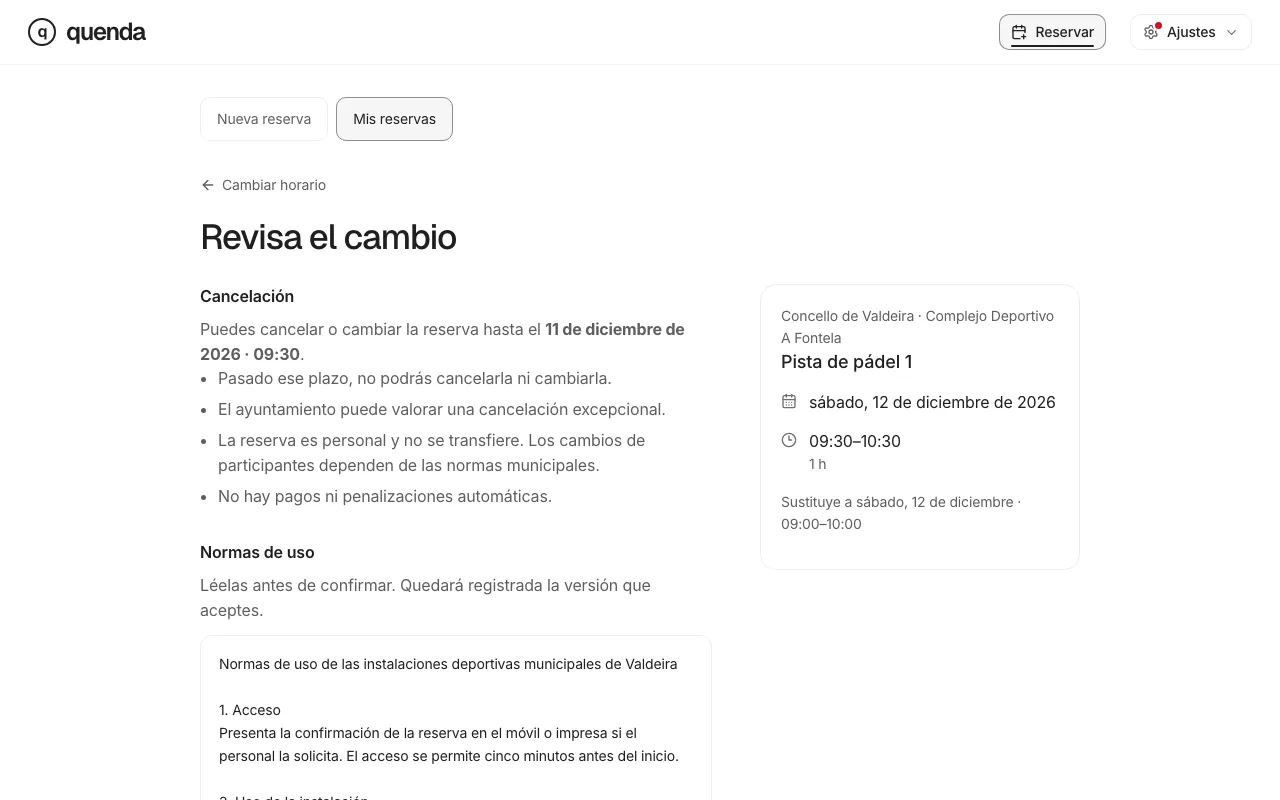 q quenda
Reservar
Ajustes
Nueva reserva
Mis reservas
Cambiar horario
Revisa el cambio
Cancelación
Puedes cancelar o cambiar la reserva hasta el 11 de diciembre de
2026 · 09:30.
• Pasado ese plazo, no podrás cancelarla ni cambiarla.
• El ayuntamiento puede valorar una cancelación excepcional.
• La reserva es personal y no se transfiere. Los cambios de
participantes dependen de las normas municipales.
• No hay pagos ni penalizaciones automáticas.
Normas de uso
Léelas antes de confirmar. Quedará registrada la versión que
aceptes.
Normas de uso de las instalaciones deportivas municipales de Valdeira
1. Acceso
Presenta la confirmación de la reserva en el móvil o impresa si el
personal la solicita. El acceso se permite cinco minutos antes del inicio.
2. Uso de la instalación
Concello de Valdeira · Complejo Deportivo
A Fontela
Pista de pádel 1
sábado, 12 de diciembre de 2026
09:30–10:30
1 h
Sustituye a sábado, 12 de diciembre ·
09:00–10:00